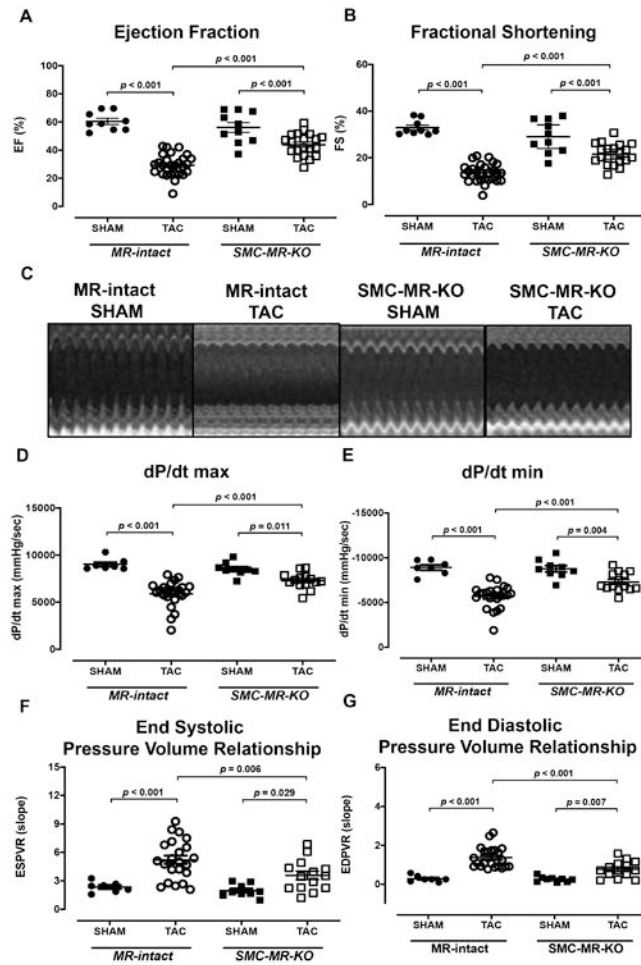 A
Ejection Fraction
p < 0.001
p < 0.001
p < 0.001
EF (%)
100
80
60
40
20
0
SHAM TAC SHAM TAC
MR-intact SMC-MR-KO
B
Fractional Shortening
p < 0.001
p < 0.001
p < 0.001
FS (%)
60
40
20
0
SHAM TAC SHAM TAC
MR-intact SMC-MR-KO
C
MR-intact MR-intact SMC-MR-KO SMC-MR-KO
SHAM TAC SHAM TAC
D
dP/dt max
p < 0.001
p < 0.001
p = 0.011
dP/dt max (mmHg/sec)
15000
10000
5000
0
SHAM TAC SHAM TAC
MR-intact SMC-MR-KO
E
dP/dt min
p < 0.001
p < 0.001
p = 0.004
dP/dt min (mmHg/sec)
-15000
-10000
-5000
0
SHAM TAC SHAM TAC
MR-intact SMC-MR-KO
F
End Systolic
Pressure Volume Relationship
p = 0.006
p < 0.001
p = 0.029
ESPVR (slope)
15
12
9
6
3
0
SHAM TAC SHAM TAC
MR-intact SMC-MR-KO
G
End Diastolic
Pressure Volume Relationship
p < 0.001
p < 0.001
p = 0.007
EDPVR (slope)
6
4
2
0
SHAM TAC SHAM TAC
MR-intact SMC-MR-KO